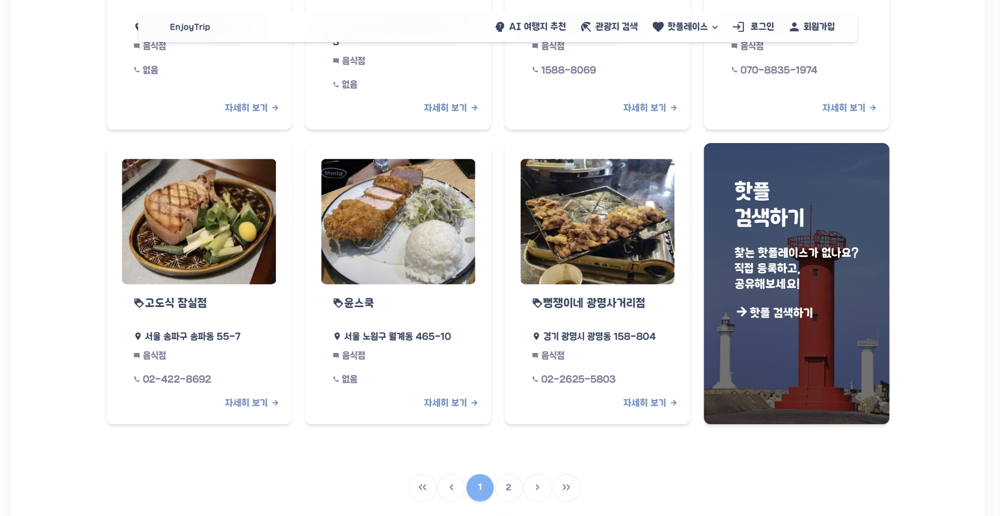 EnjoyTrip
AI 여행지 추천
관광지 검색
핫플레이스
로그인
회원가입
음식점
없음
자세히 보기 →
음식점
없음
자세히 보기 →
음식점
1588-8069
자세히 보기 →
음식점
070-8835-1974
자세히 보기 →
Mmlg
고도식 잠실점
서울 송파구 송파동 55-7
음식점
02-422-8692
자세히 보기 →
윤스쿡
서울 노원구 월계동 465-10
음식점
없음
자세히 보기 →
뻥쟁이네 광명사거리점
경기 광명시 광명동 158-804
음식점
02-2625-5803
자세히 보기 →
핫플
검색하기
찾는 핫플레이스가 없나요?
직접 등록하고,
공유해보세요!
→ 핫플 검색하기
« ‹ 1 2 › »